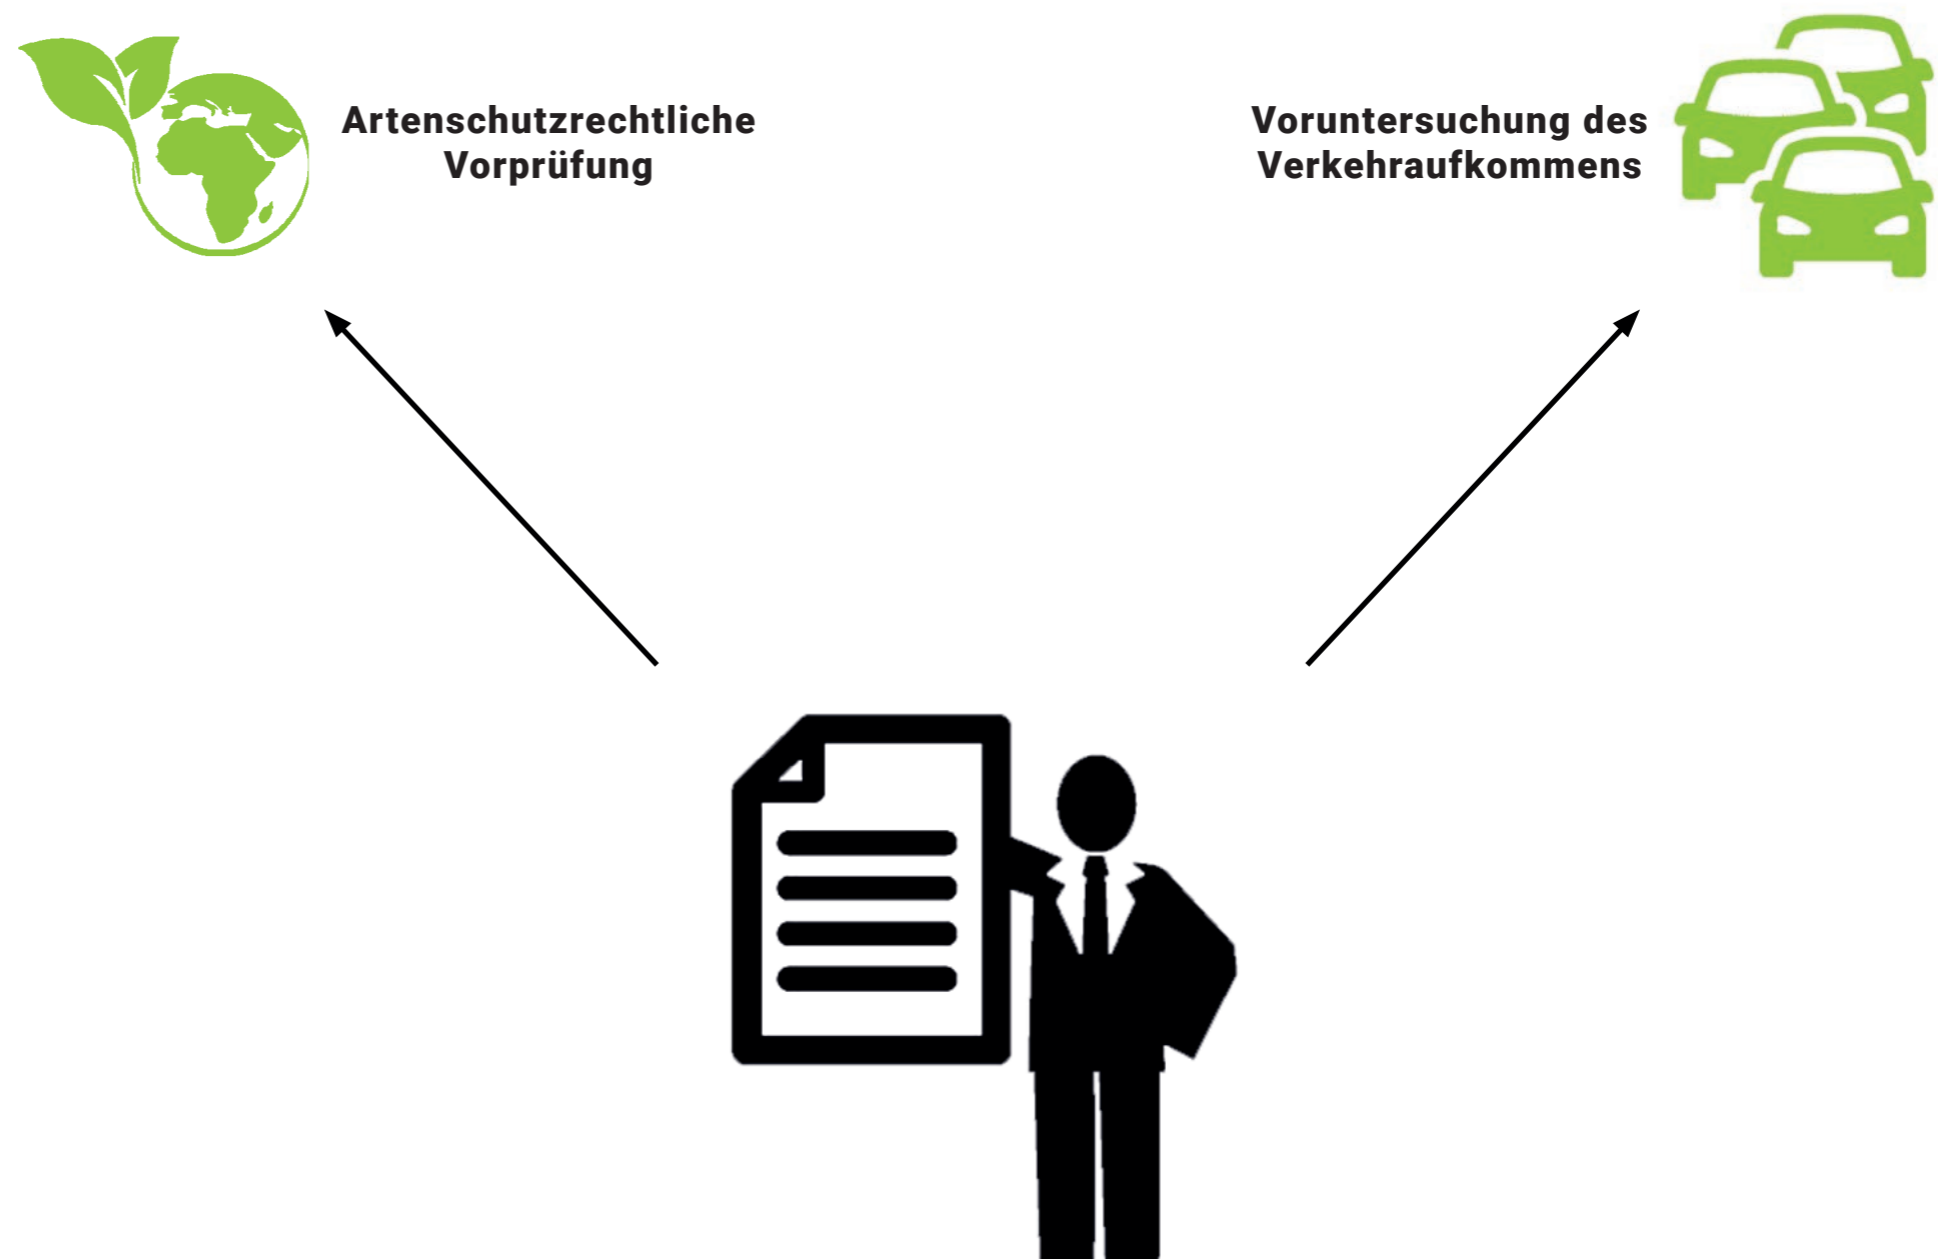 Artenschutzrechtliche
Vorprüfung
Voruntersuchung des
Verkehraufkommens